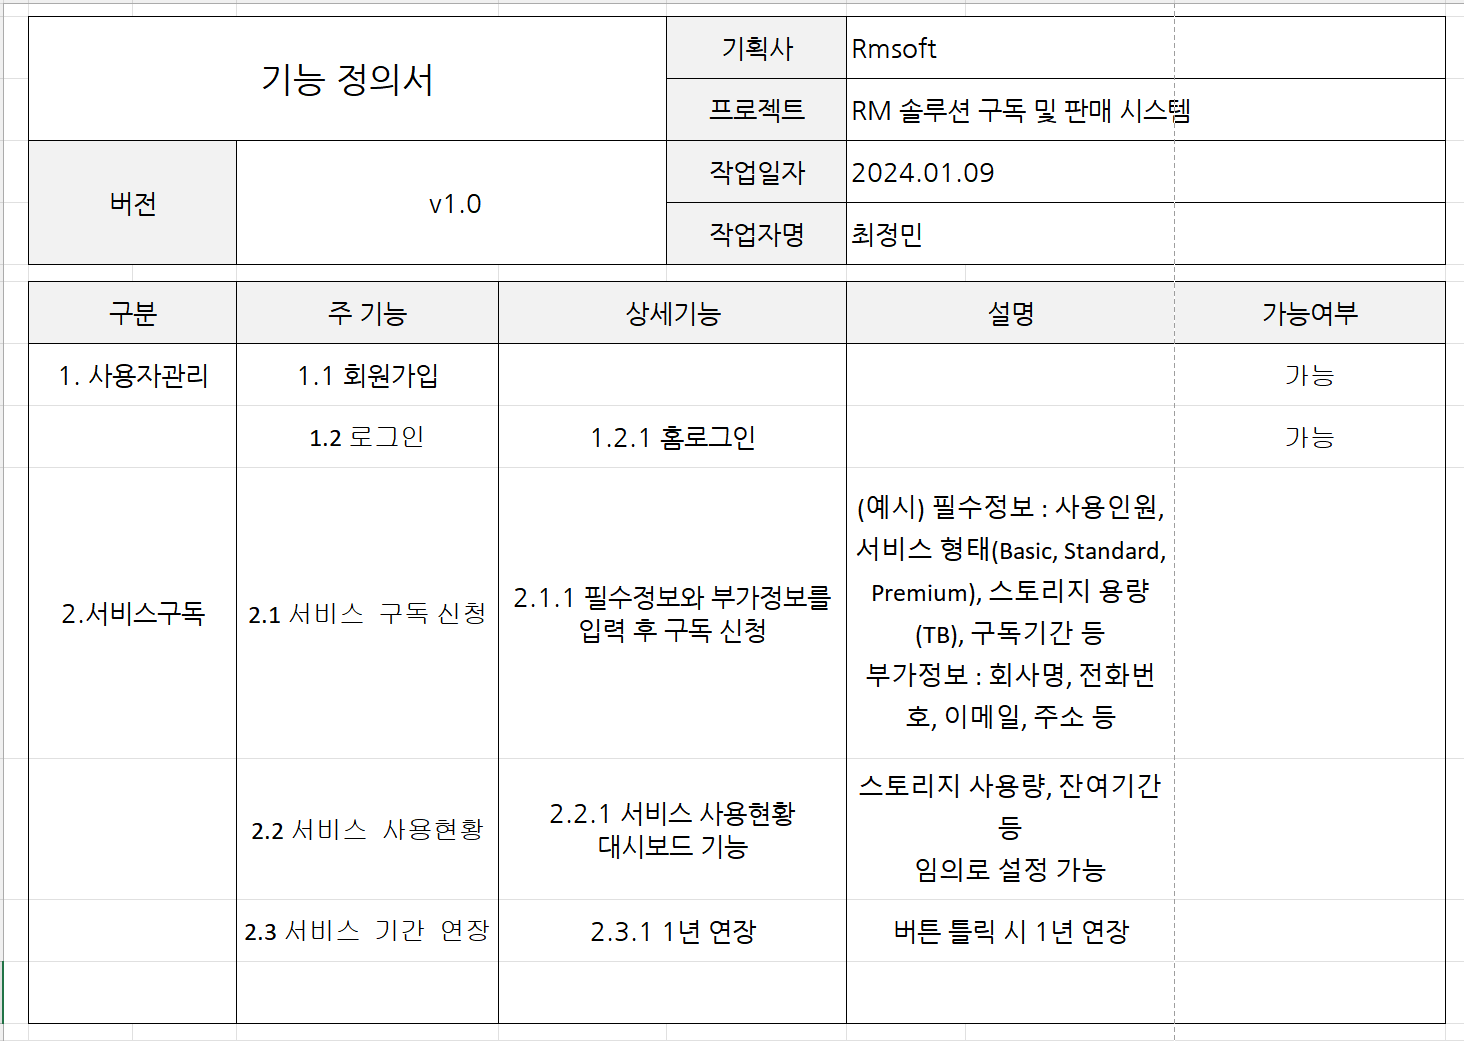 기능 정의서
기획사
Rmsoft
프로젝트
RM 솔루션 구독 및 판매 시스템
버전
v1.0
작업일자
2024.01.09
작업자명
최정민
구분
주 기능
상세기능
설명
가능여부
1. 사용자관리
1.1 회원가입
가능
1.2 로그인
1.2.1 홈로그인
가능
2.서비스구독
2.1 서비스 구독 신청
2.1.1 필수정보와 부가정보를
입력 후 구독 신청
(예시) 필수정보 : 사용인원,
서비스 형태(Basic, Standard,
Premium), 스토리지 용량
(TB), 구독기간 등
부가정보 : 회사명, 전화번
호, 이메일, 주소 등
2.2 서비스 사용현황
2.2.1 서비스 사용현황
대시보드 기능
스토리지 사용량, 잔여기간
등
임의로 설정 가능
2.3 서비스 기간 연장
2.3.1 1년 연장
버튼 틀릭 시 1년 연장